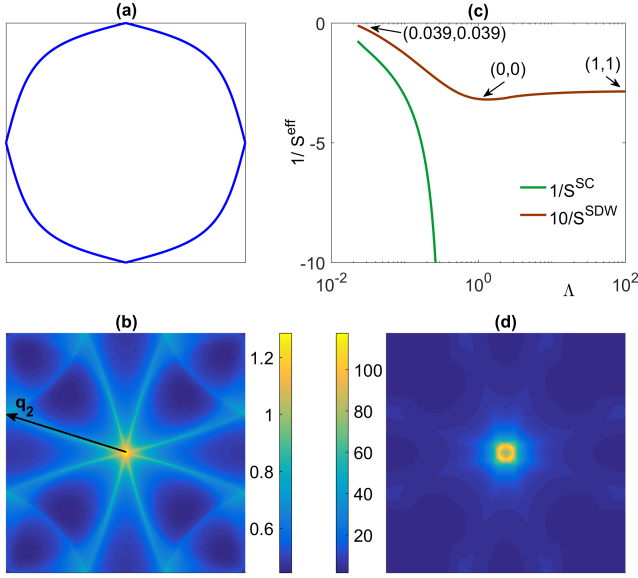 (a)
(c)
0
-5
-10
1/ S^eff
(0.039,0.039)
(0,0)
(1,1)
1/S^SC
10/S^SDW
10^-2
10^0
Λ
10^2
(b)
q_2
1.2
1
0.8
0.6
(d)
100
80
60
40
20